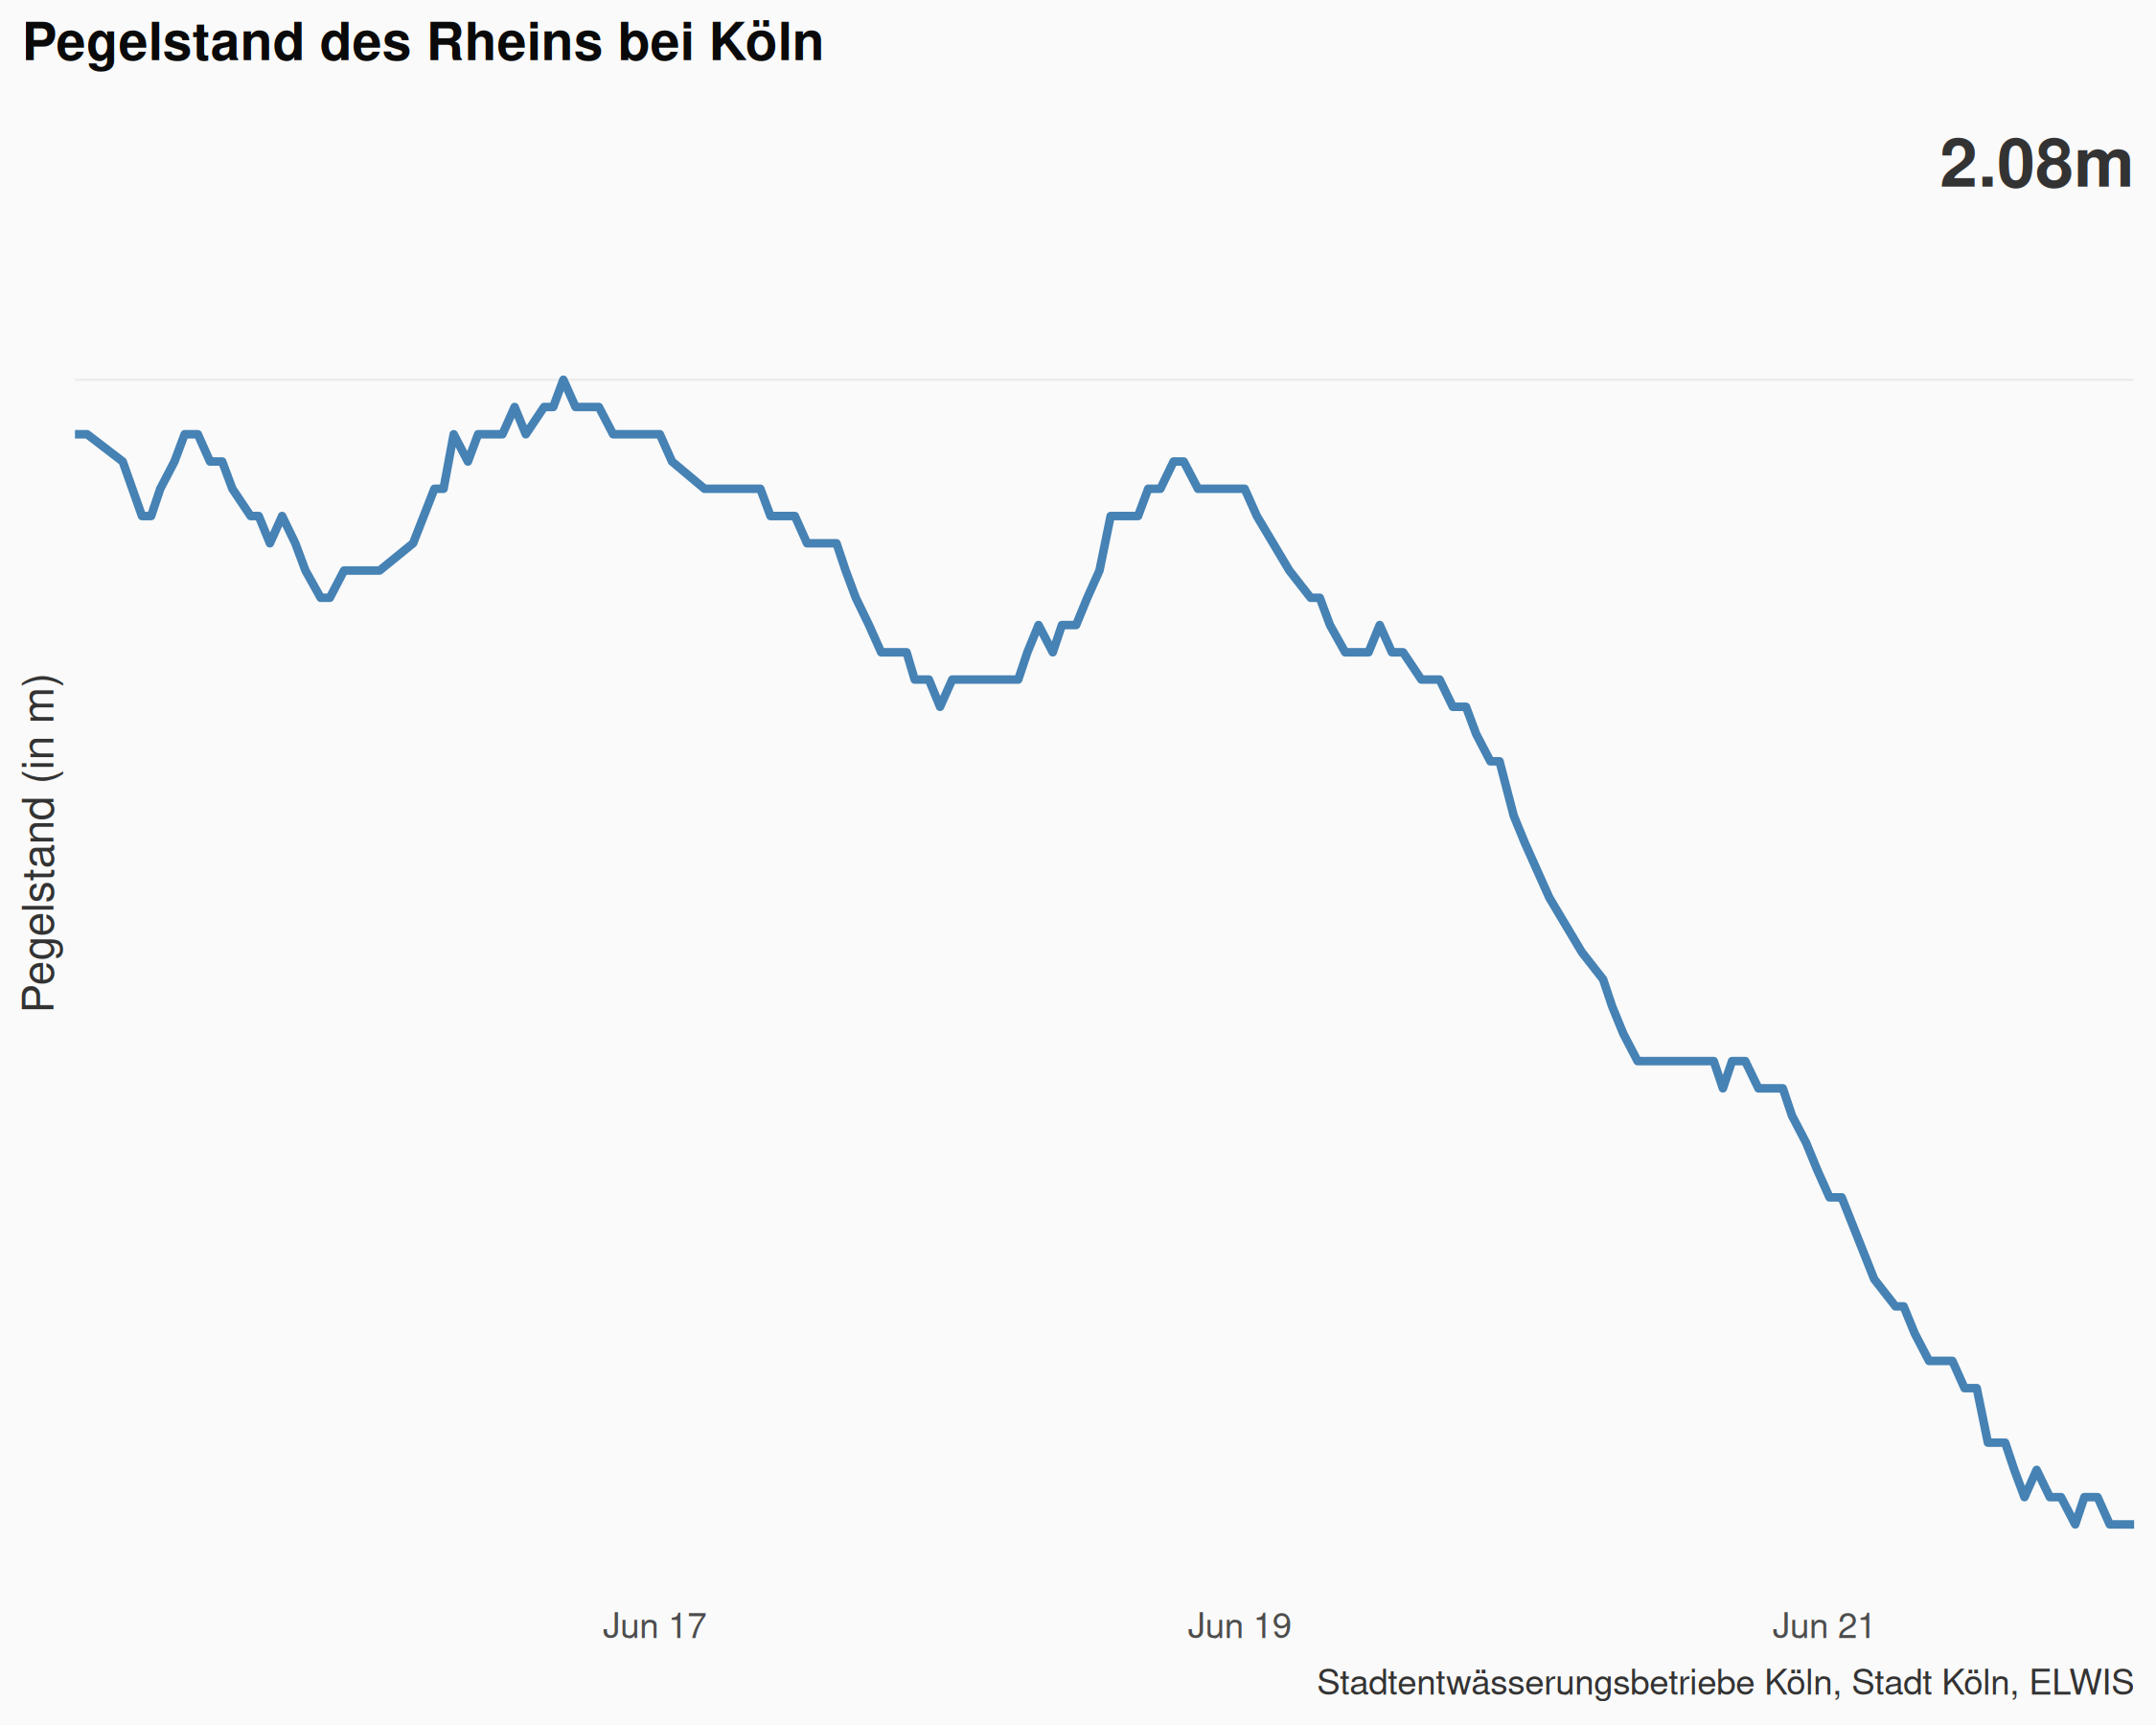 Pegelstand des Rheins bei Köln
2.08m
Pegelstand (in m)
Jun 17
Jun 19
Jun 21
Stadtentwässerungsbetriebe Köln, Stadt Köln, ELWIS